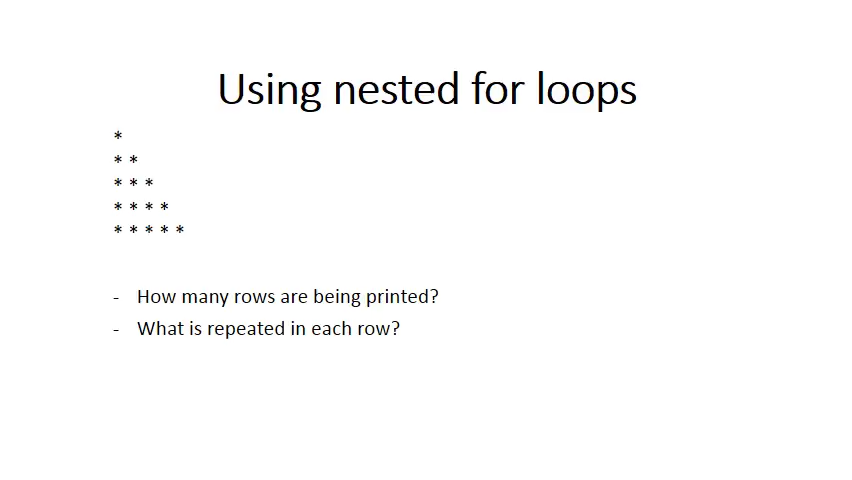 Using nested for loops
*
* *
* * *
* * * *
* * * * *
- How many rows are being printed?
- What is repeated in each row?